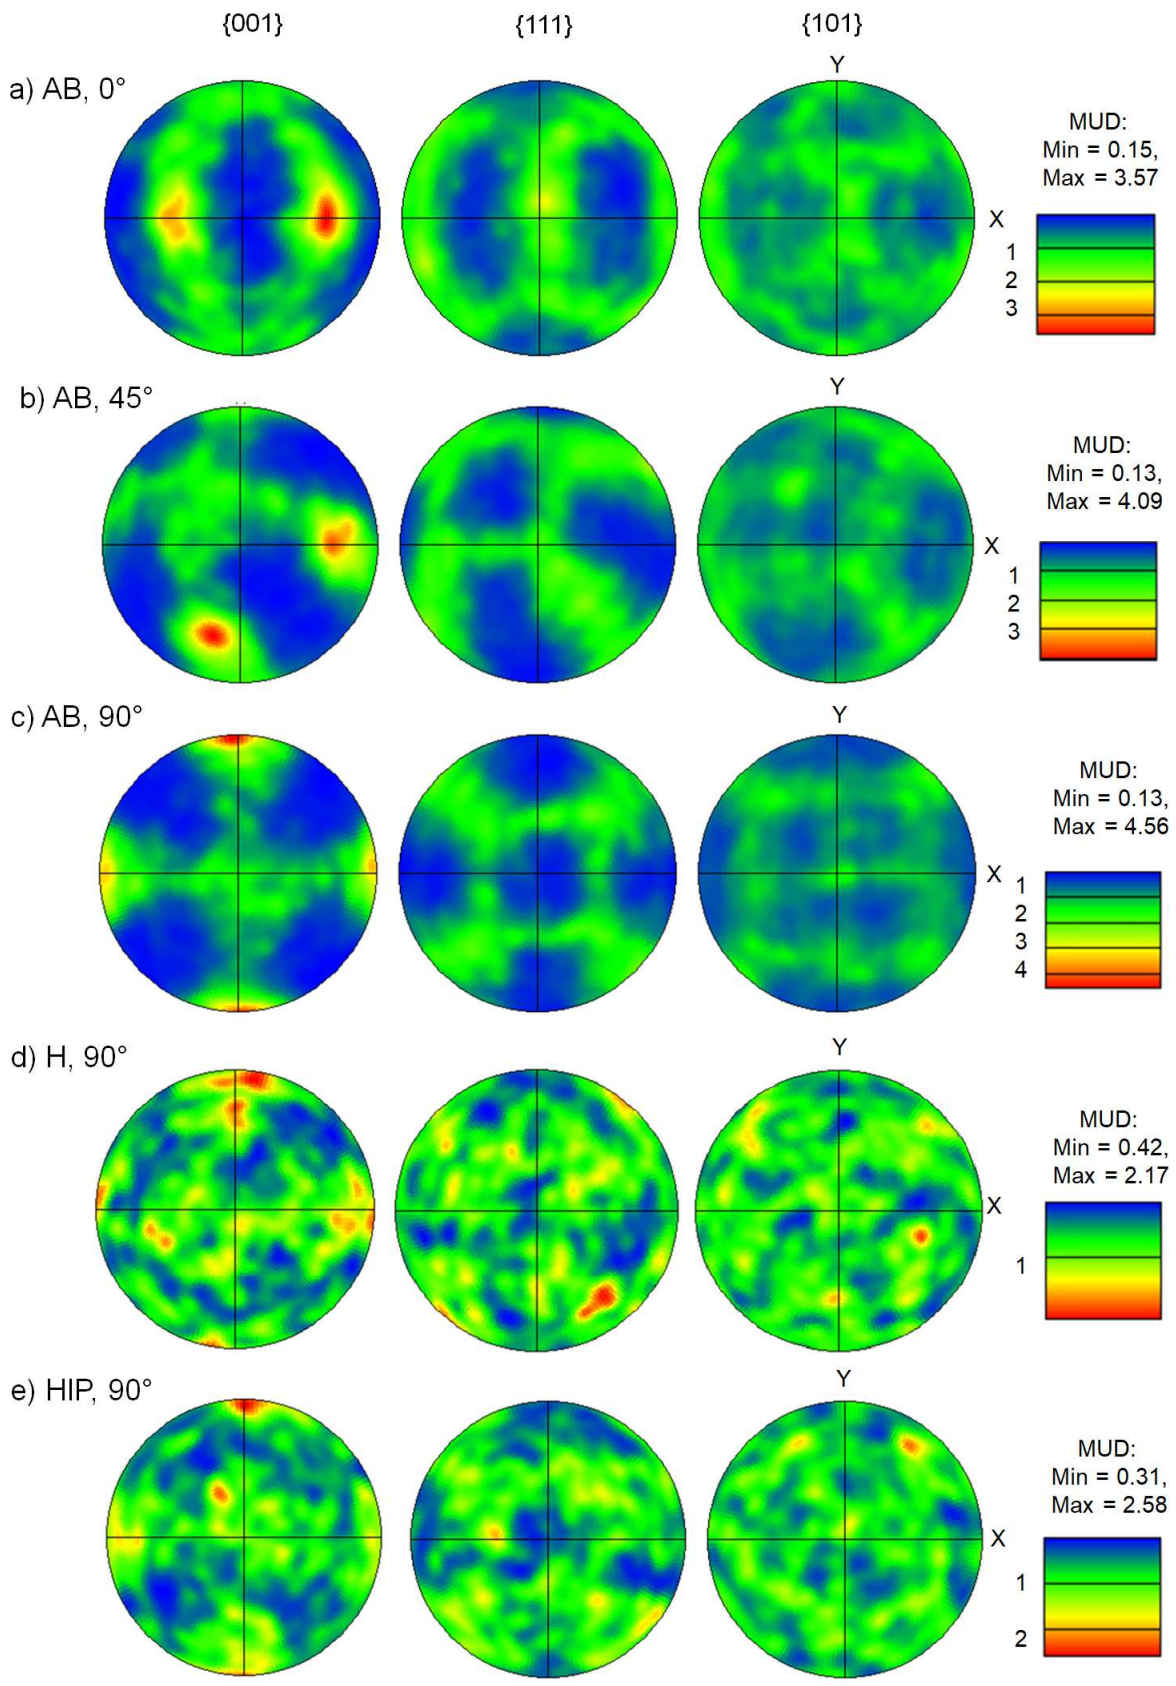 {001} {111} {101}
a) AB, 0°
Y
X
MUD:
Min = 0.15,
Max = 3.57
1
2
3
b) AB, 45°
Y
X
MUD:
Min = 0.13,
Max = 4.09
1
2
3
c) AB, 90°
Y
X
MUD:
Min = 0.13,
Max = 4.56
1
2
3
4
d) H, 90°
Y
X
MUD:
Min = 0.42,
Max = 2.17
1
e) HIP, 90°
Y
X
MUD:
Min = 0.31,
Max = 2.58
1
2